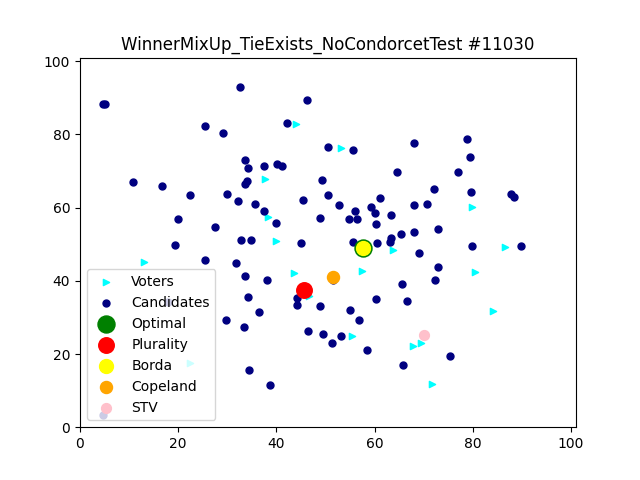 WinnerMixUp_TieExists_NoCondorcetTest #11030
100
80
60
40
20
0
Voters
Candidates
Optimal
Plurality
Borda
Copeland
STV
0 20 40 60 80 100